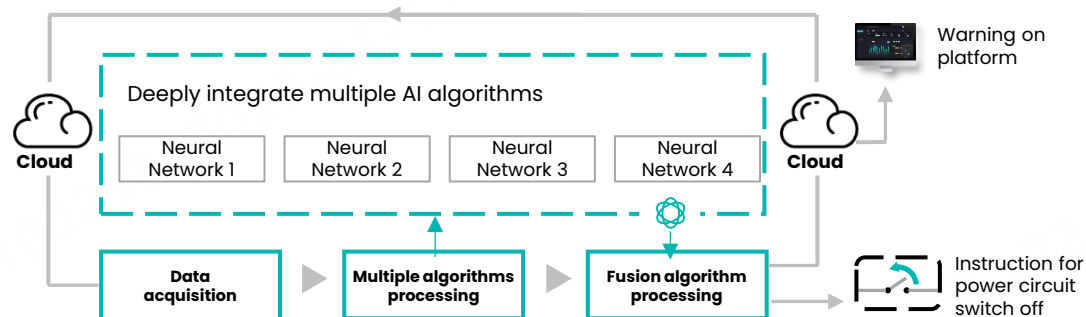 Warning on
platform
Deeply integrate multiple AI algorithms
Cloud
Neural
Network 1
Neural
Network 2
Neural
Network 3
Neural
Network 4
Cloud
Data
acquisition
Multiple algorithms
processing
Fusion algorithm
processing
Instruction for
power circuit
switch off